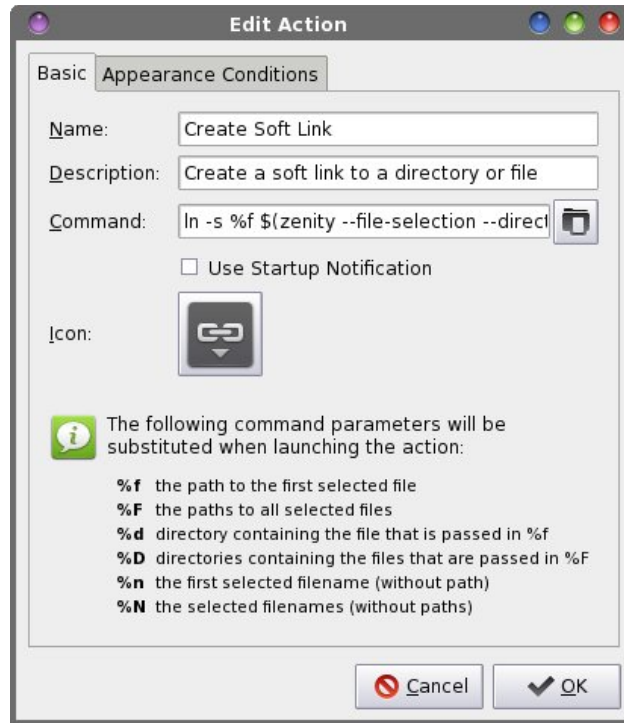 Edit Action
Basic Appearance Conditions
Name: Create Soft Link
Description: Create a soft link to a directory or file
Command: ln -s %f $(zenity --file-selection --direct
Use Startup Notification
Icon:
The following command parameters will be
substituted when launching the action:
%f the path to the first selected file
%F the paths to all selected files
%d directory containing the file that is passed in %f
%D directories containing the files that are passed in %F
%n the first selected filename (without path)
%N the selected filenames (without paths)
Cancel OK